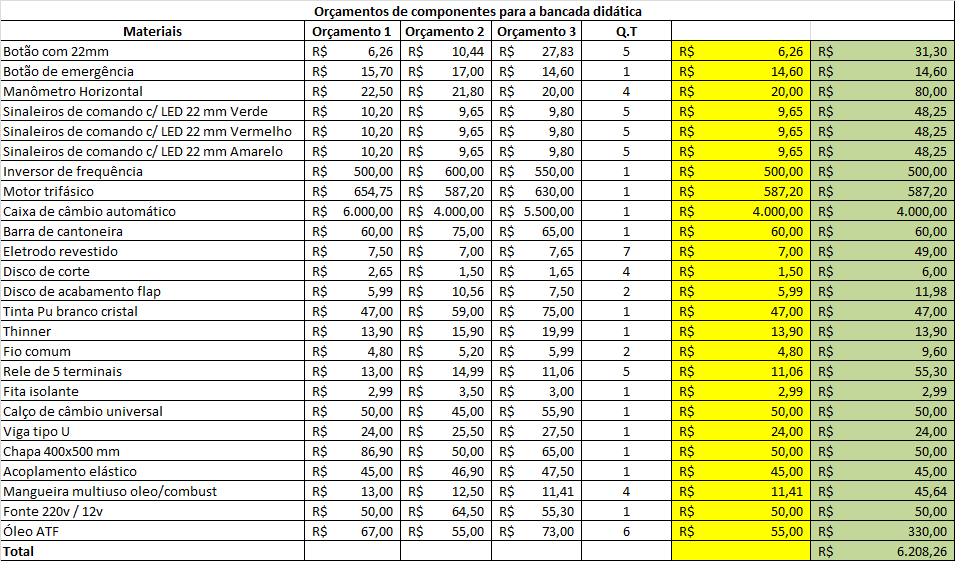 Orçamentos de componentes para a bancada didática
Materiais Orçamento 1 Orçamento 2 Orçamento 3 Q.T
Botão com 22mm R$ 6,26 R$ 10,44 R$ 27,83 5 R$ 6,26 R$ 31,30
Botão de emergência R$ 15,70 R$ 17,00 R$ 14,60 1 R$ 14,60 R$ 14,60
Manômetro Horizontal R$ 22,50 R$ 21,80 R$ 20,00 4 R$ 20,00 R$ 80,00
Sinaleiros de comando c/ LED 22 mm Verde R$ 10,20 R$ 9,65 R$ 9,80 5 R$ 9,65 R$ 48,25
Sinaleiros de comando c/ LED 22 mm Vermelho R$ 10,20 R$ 9,65 R$ 9,80 5 R$ 9,65 R$ 48,25
Sinaleiros de comando c/ LED 22 mm Amarelo R$ 10,20 R$ 9,65 R$ 9,80 5 R$ 9,65 R$ 48,25
Inversor de frequência R$ 500,00 R$ 600,00 R$ 550,00 1 R$ 500,00 R$ 500,00
Motor trifásico R$ 654,75 R$ 587,20 R$ 630,00 1 R$ 587,20 R$ 587,20
Caixa de câmbio automático R$ 6.000,00 R$ 4.000,00 R$ 5.500,00 1 R$ 4.000,00 R$ 4.000,00
Barra de cantoneira R$ 60,00 R$ 75,00 R$ 65,00 1 R$ 60,00 R$ 60,00
Eletrodo revestido R$ 7,50 R$ 7,00 R$ 7,65 7 R$ 7,00 R$ 49,00
Disco de corte R$ 2,65 R$ 1,50 R$ 1,65 4 R$ 1,50 R$ 6,00
Disco de acabamento flap R$ 5,99 R$ 10,56 R$ 7,50 2 R$ 5,99 R$ 11,98
Tinta Pu branco cristal R$ 47,00 R$ 59,00 R$ 75,00 1 R$ 47,00 R$ 47,00
Thinner R$ 13,90 R$ 15,90 R$ 19,99 1 R$ 13,90 R$ 13,90
Fio comum R$ 4,80 R$ 5,20 R$ 5,99 2 R$ 4,80 R$ 9,60
Rele de 5 terminais R$ 13,00 R$ 14,99 R$ 11,06 5 R$ 11,06 R$ 55,30
Fita isolante R$ 2,99 R$ 3,50 R$ 3,00 1 R$ 2,99 R$ 2,99
Calço de câmbio universal R$ 50,00 R$ 45,00 R$ 55,90 1 R$ 50,00 R$ 50,00
Viga tipo U R$ 24,00 R$ 25,50 R$ 27,50 1 R$ 24,00 R$ 24,00
Chapa 400x500 mm R$ 86,90 R$ 50,00 R$ 65,00 1 R$ 50,00 R$ 50,00
Acoplamento elástico R$ 45,00 R$ 46,90 R$ 47,50 1 R$ 45,00 R$ 45,00
Mangueira multiuso oleo/combust R$ 13,00 R$ 12,50 R$ 11,41 4 R$ 11,41 R$ 45,64
Fonte 220v / 12v R$ 50,00 R$ 64,50 R$ 55,30 1 R$ 50,00 R$ 50,00
Óleo ATF R$ 67,00 R$ 55,00 R$ 73,00 6 R$ 55,00 R$ 330,00
Total R$ 6.208,26